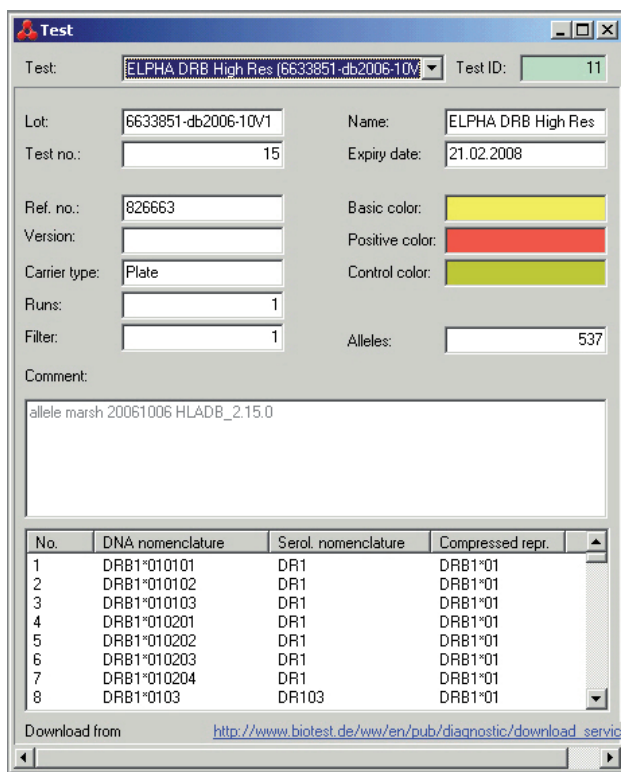 Test
Test: ELPHA DRB High Res (6633851-db2006-10V Test ID: 11
Lot: 6633851-db2006-10V1 Name: ELPHA DRB High Res
Test no.: 15 Expiry date: 21.02.2008
Ref. no.: 826663 Basic color:
Version: Positive color:
Carrier type: Plate Control color:
Runs: 1
Filter: 1 Alleles: 537
Comment:
allele marsh 20061006 HLADB_2.15.0
No. DNA nomenclature Serol. nomenclature Compressed repr.
1 DRB1*010101 DR1 DRB1*01
2 DRB1*010102 DR1 DRB1*01
3 DRB1*010103 DR1 DRB1*01
4 DRB1*010201 DR1 DRB1*01
5 DRB1*010202 DR1 DRB1*01
6 DRB1*010203 DR1 DRB1*01
7 DRB1*010204 DR1 DRB1*01
8 DRB1*0103 DR103 DRB1*01
Download from http://www.biotest.de/ww/en/pub/diagnostic/download_servic